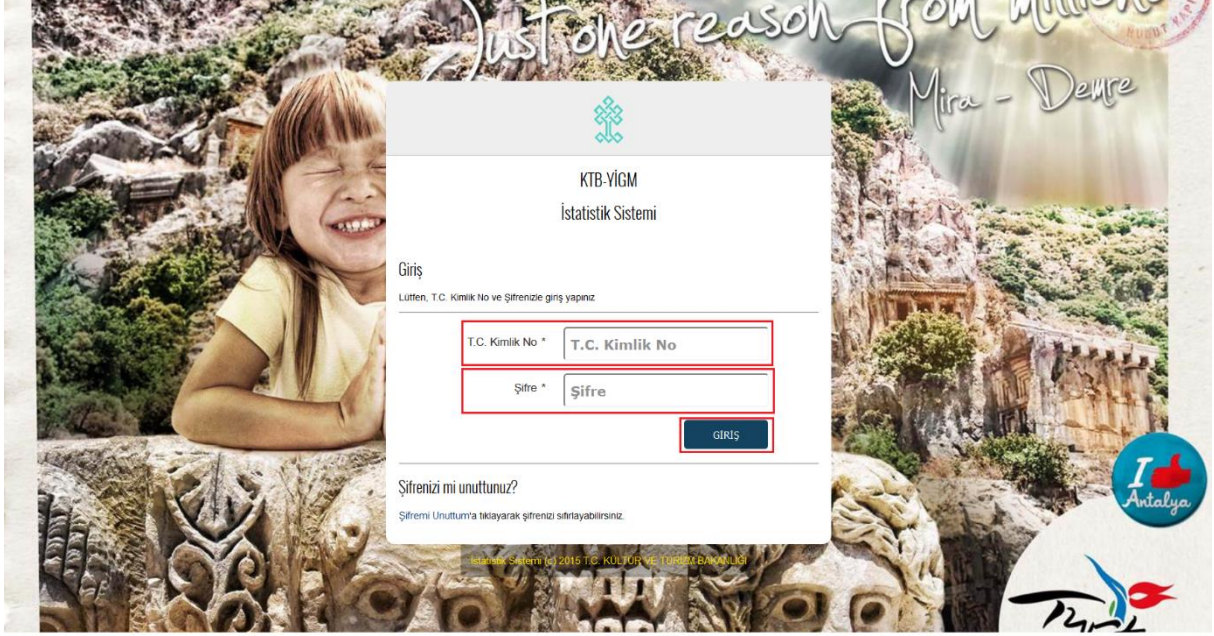 Just one reason from millions
Mira - Demre
KTB-YİGM
İstatistik Sistemi
Giriş
Lütfen, T.C. Kimlik No ve Şifrenizle giriş yapınız
T.C. Kimlik No *
T.C. Kimlik No
Şifre *
Şifre
GİRİŞ
Şifrenizi mi unuttunuz?
Şifremi Unuttum'a tıklayarak şifrenizi sıfırlayabilirsiniz.
I
Antalya
İstatistik Sistemi (c) 2015 T.C. KÜLTÜR VE TURİZM BAKANLIĞI